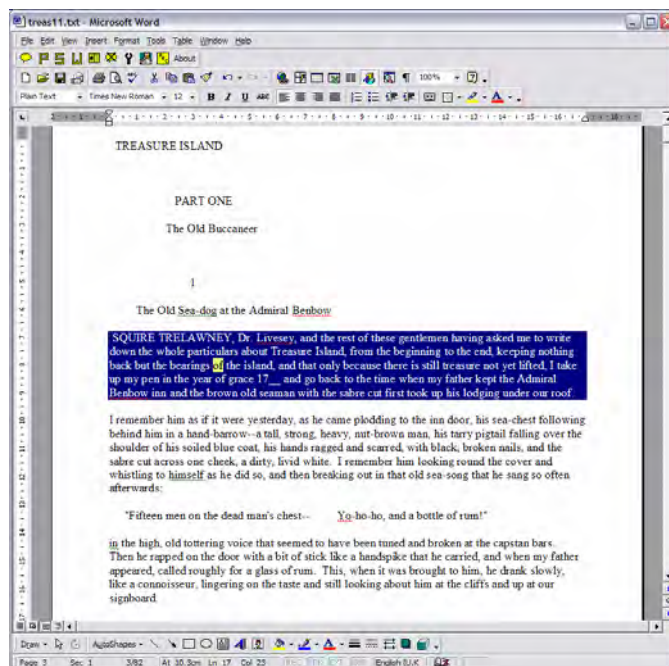 treas11.txt - Microsoft Word
File Edit View Insert Format Tools Table Window Help
About
100%
Plain Text Times New Roman 12 B I U ABC
TREASURE ISLAND
PART ONE
The Old Buccaneer
1
The Old Sea-dog at the Admiral Benbow
SQUIRE TRELAWNEY, Dr. Livesey, and the rest of these gentlemen having asked me to write
down the whole particulars about Treasure Island, from the beginning to the end, keeping nothing
back but the bearings of the island, and that only because there is still treasure not yet lifted, I take
up my pen in the year of grace 17__ and go back to the time when my father kept the Admiral
Benbow inn and the brown old seaman with the sabre cut first took up his lodging under our roof.
I remember him as if it were yesterday, as he came plodding to the inn door, his sea-chest following
behind him in a hand-barrow--a tall, strong, heavy, nut-brown man, his tarry pigtail falling over the
shoulder of his soiled blue coat, his hands ragged and scarred, with black, broken nails, and the
sabre cut across one cheek, a dirty, livid white. I remember him looking round the cover and
whistling to himself as he did so, and then breaking out in that old sea-song that he sang so often
afterwards:
"Fifteen men on the dead man's chest-- Yo-ho-ho, and a bottle of rum!"
in the high, old tottering voice that seemed to have been tuned and broken at the capstan bars.
Then he rapped on the door with a bit of stick like a handspike that he carried, and when my father
appeared, called roughly for a glass of rum. This, when it was brought to him, he drank slowly,
like a connoisseur, lingering on the taste and still looking about him at the cliffs and up at our
signboard.
Draw AutoShapes
Page 3 Sec 1 3/82 At 10.3cm Ln 17 Col 23 English (U.K